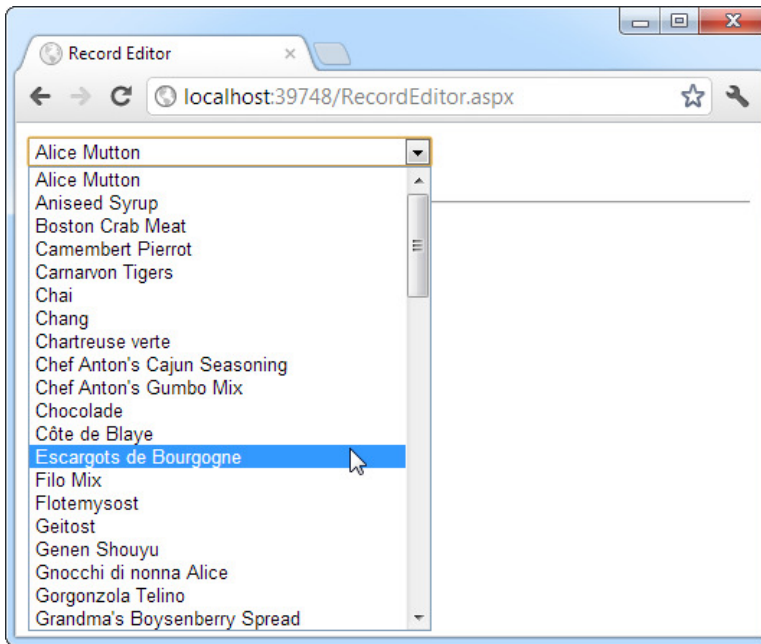 Record Editor
localhost:39748/RecordEditor.aspx
Alice Mutton
Alice Mutton
Aniseed Syrup
Boston Crab Meat
Camembert Pierrot
Carnarvon Tigers
Chai
Chang
Chartreuse verte
Chef Anton's Cajun Seasoning
Chef Anton's Gumbo Mix
Chocolade
Côte de Blaye
Escargots de Bourgogne
Filo Mix
Flotemysost
Geitost
Genen Shouyu
Gnocchi di nonna Alice
Gorgonzola Telino
Grandma's Boysenberry Spread